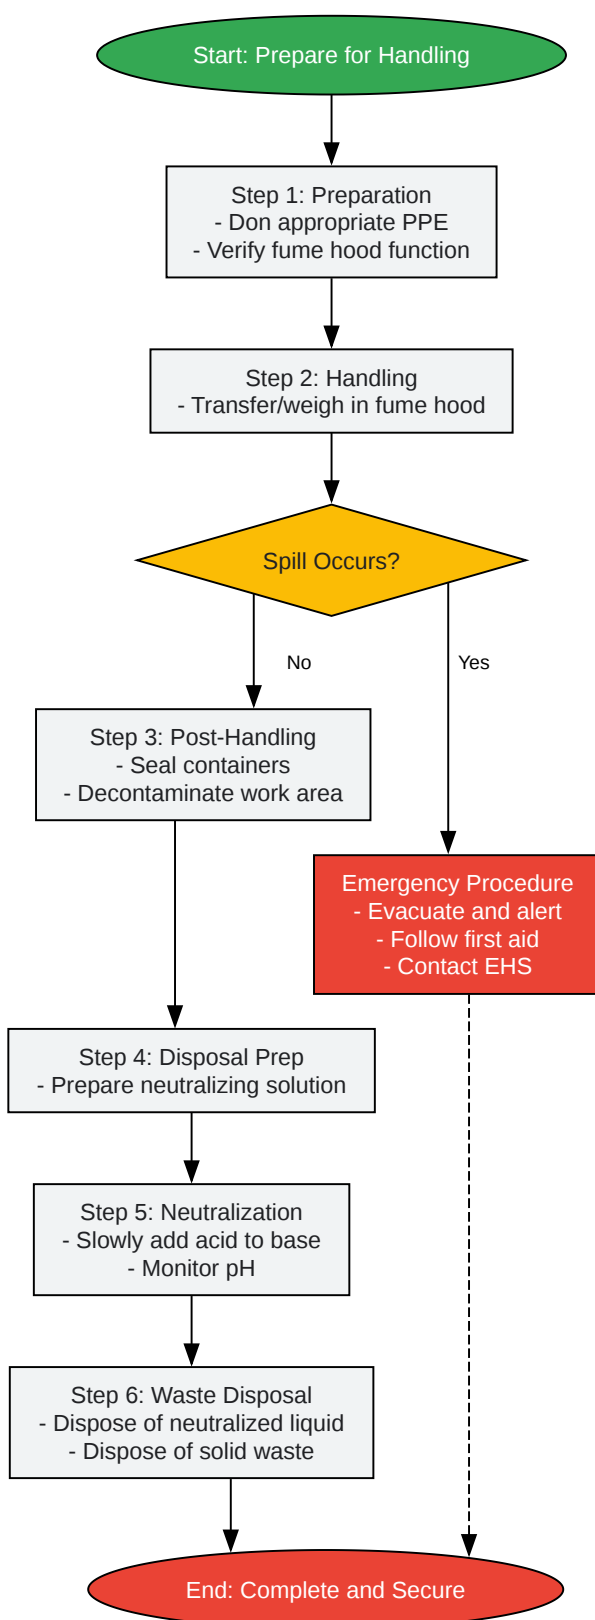 Start: Prepare for Handling
Step 1: Preparation
- Don appropriate PPE
- Verify fume hood function
Step 2: Handling
- Transfer/weigh in fume hood
Spill Occurs?
No
Yes
Step 3: Post-Handling
- Seal containers
- Decontaminate work area
Emergency Procedure
- Evacuate and alert
- Follow first aid
- Contact EHS
Step 4: Disposal Prep
- Prepare neutralizing solution
Step 5: Neutralization
- Slowly add acid to base
- Monitor pH
Step 6: Waste Disposal
- Dispose of neutralized liquid
- Dispose of solid waste
End: Complete and Secure